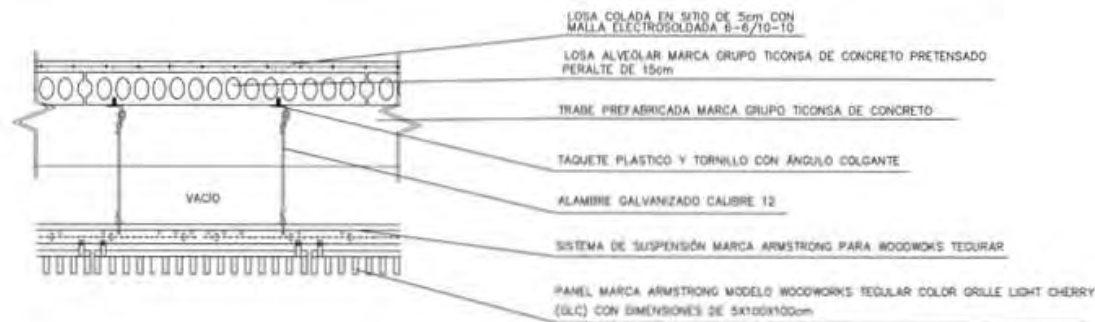 LOSA COLADA EN SITIO DE 5cm CON
MALLA ELECTROSOLDADA 6-6/10-10
LOSA ALVEOLAR MARCA GRUPO TICONSA DE CONCRETO PRETENSADO
PERALTE DE 15cm
TRABE PREFABRICADA MARCA GRUPO TICONSA DE CONCRETO
TAQUETE PLASTICO Y TORNILLO CON ÁNGULO COLGANTE
ALAMBRE GALVANIZADO CALIBRE 12
VACÍO
SISTEMA DE SUSPENSIÓN MARCA ARMSTRONG PARA WOODWOKS TEGURAR
PANEL MARCA ARMSTRONG MODELO WOODWORKS TEGULAR COLOR GRILLE LIGHT CHERRY
(GLC) CON DIMENSIONES DE 5X100X100cm